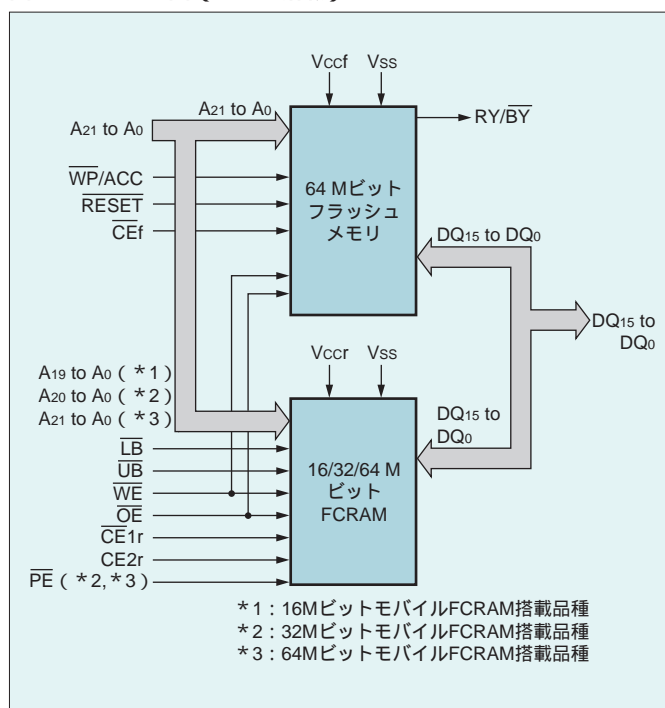 Vccf Vss
A21 to A0
A21 to A0
RY/BY
WP/ACC
RESET
CEf
64 Mビット
フラッシュ
メモリ
DQ15 to DQ0
DQ15 to
DQ0
A19 to A0 ( *1)
A20 to A0 ( *2)
A21 to A0 ( *3)
Vccr Vss
DQ15 to
DQ0
LB
UB
WE
OE
CE1r
CE2r
PE ( *2,*3)
16/32/64 M
ビット
FCRAM
*1:16MビットモバイルFCRAM搭載品種
*2:32MビットモバイルFCRAM搭載品種
*3:64MビットモバイルFCRAM搭載品種